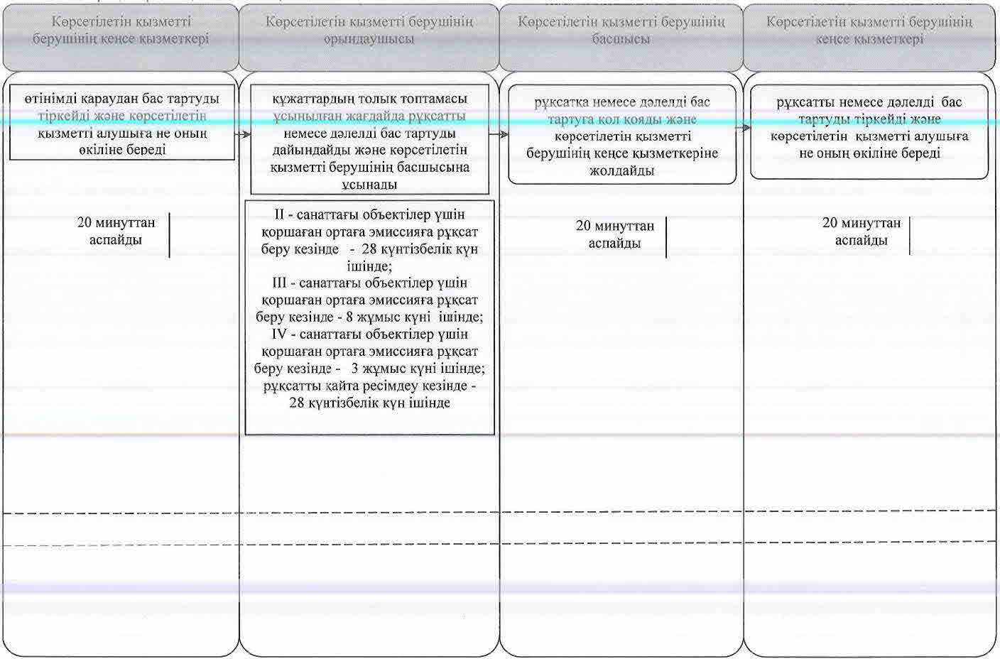 Көрсетілетін қызметті
берушінің кеңсе қызметкері
Көрсетілетін қызметті берушінің
орындаушысы
Көрсетілетін қызметті берушінің
басшысы
Көрсетілетін қызметті берушінің
кеңсе қызметкері
өтінімді қараудан бас тартуды
тіркейді және көрсетілетін
қызметті алушыға не оның
өкіліне береді
құжаттардың толық топтамасы
ұсынылған жағдайда рұқсатты
немесе дәлелді бас тартуды
дайындайды және көрсетілетін
қызметті берушінің басшысына
ұсынады
рұқсатқа немесе дәлелді бас
тартуға қол қояды және
көрсетілетін қызметті
берушінің кеңсе қызметкеріне
жолдайды
рұқсатты немесе дәлелді бас
тартуды тіркейді және
көрсетілетін қызметті алушыға
не оның өкіліне береді
20 минуттан
аспайды
II - санаттағы объектілер үшін
қоршаған ортаға эмиссияға рұқсат
беру кезінде - 28 күнтізбелік күн
ішінде;
III - санаттағы объектілер үшін
қоршаған ортаға эмиссияға рұқсат
беру кезінде - 8 жұмыс күні ішінде;
IV - санаттағы объектілер үшін
қоршаған ортаға эмиссияға рұқсат
беру кезінде - 3 жұмыс күні ішінде;
рұқсатты қайта ресімдеу кезінде -
28 күнтізбелік күн ішінде
20 минуттан
аспайды
20 минуттан
аспайды